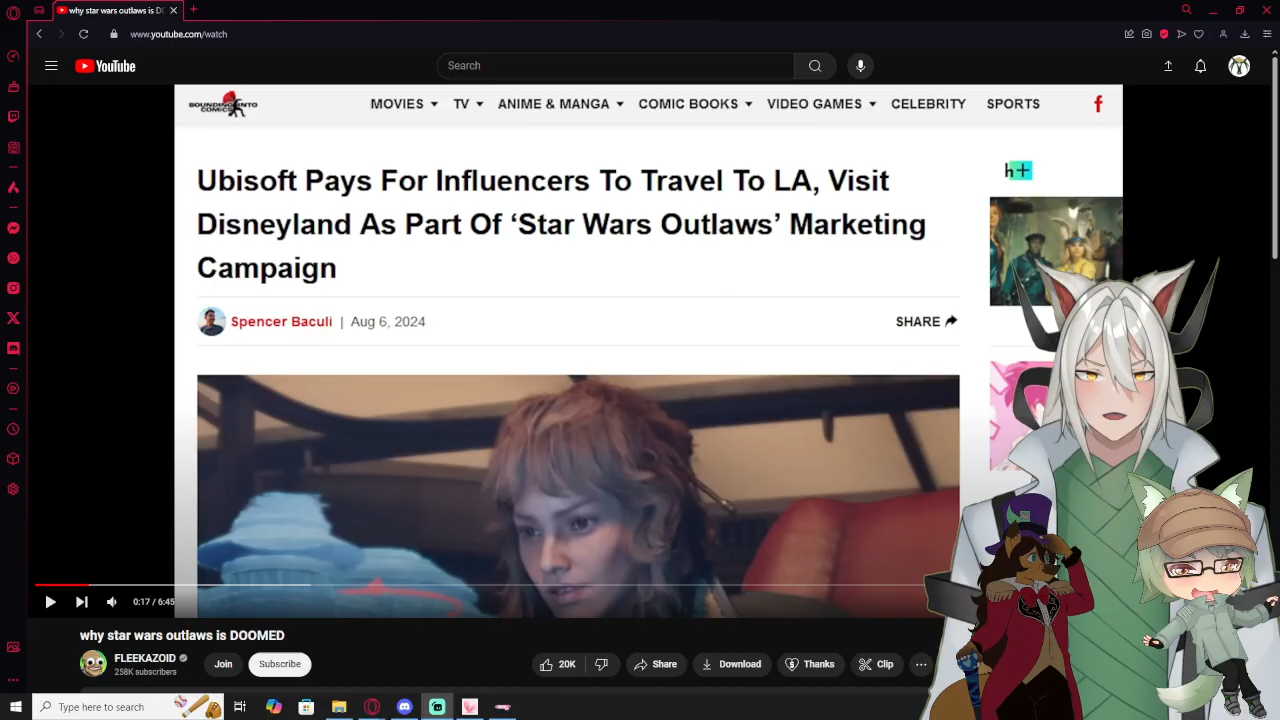 why star wars outlaws is D
www.youtube.com/watch
YouTube
Search
BOUNDING INTO
COMICS
MOVIES TV ANIME & MANGA COMIC BOOKS VIDEO GAMES CELEBRITY SPORTS
f
Ubisoft Pays For Influencers To Travel To LA, Visit
Disneyland As Part Of ‘Star Wars Outlaws’ Marketing
Campaign
h+
Spencer Baculi | Aug 6, 2024
SHARE
0:17 / 6:45
why star wars outlaws is DOOMED
FLEEKAZOID
258K subscribers
Join
Subscribe
20K
Share
Download
Thanks
Clip
Type here to search